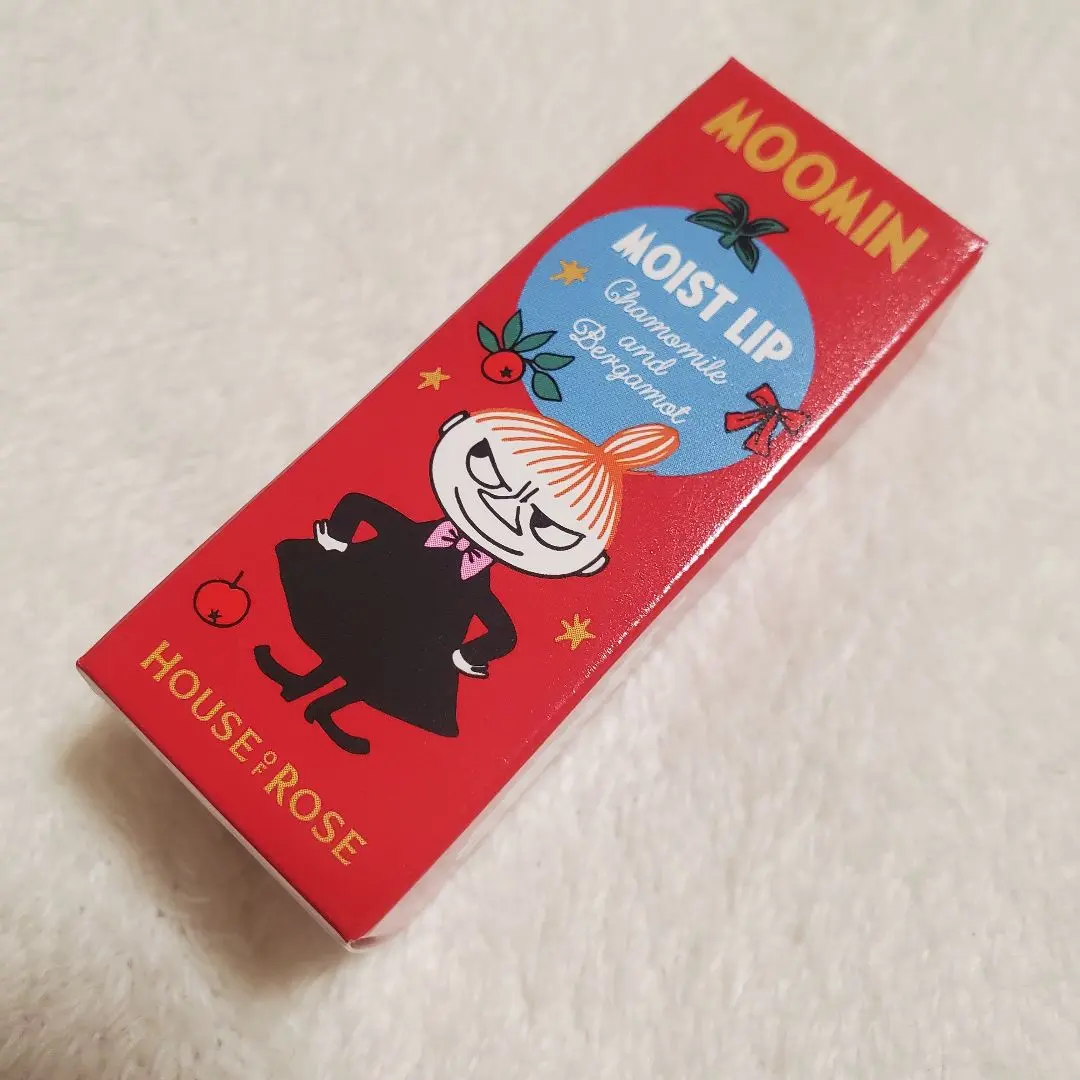 MOOMIN
MOIST LIP
Chamomile
and
Bergamot
HOUSE OF ROSE